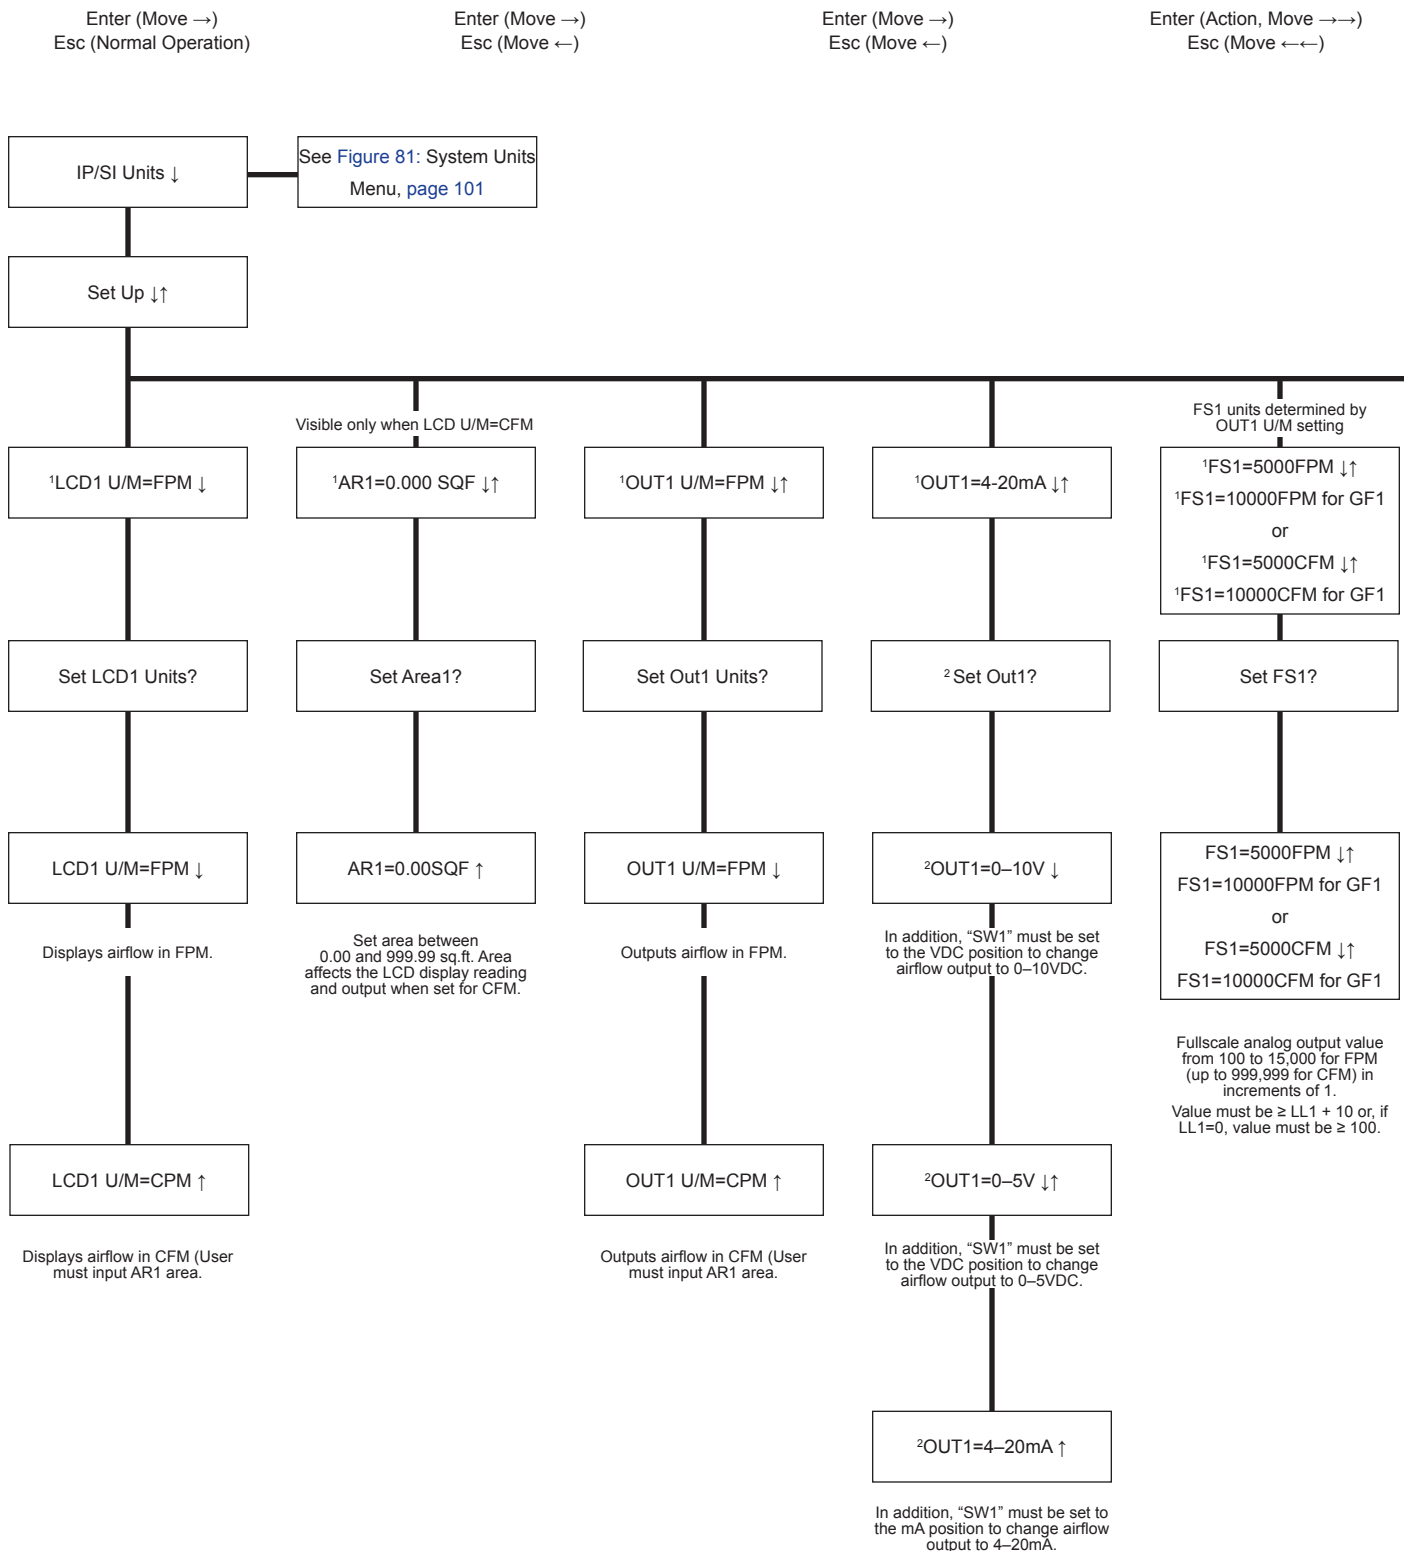 Enter (Move →)
Esc (Normal Operation)
Enter (Move →)
Esc (Move ←)
Enter (Move →)
Esc (Move ←)
Enter (Action, Move →→)
Esc (Move ←←)
IP/SI Units ↓
See Figure 81: System Units
Menu, page 101
Set Up ↓↑
Visible only when LCD U/M=CFM
FS1 units determined by
OUT1 U/M setting
¹LCD1 U/M=FPM ↓
¹AR1=0.000 SQF ↓↑
¹OUT1 U/M=FPM ↓↑
¹OUT1=4-20mA ↓↑
¹FS1=5000FPM ↓↑
¹FS1=10000FPM for GF1
or
¹FS1=5000CFM ↓↑
¹FS1=10000CFM for GF1
Set LCD1 Units?
Set Area1?
Set Out1 Units?
² Set Out1?
Set FS1?
LCD1 U/M=FPM ↓
AR1=0.00SQF ↑
OUT1 U/M=FPM ↓
²OUT1=0–10V ↓
FS1=5000FPM ↓↑
FS1=10000FPM for GF1
or
FS1=5000CFM ↓↑
FS1=10000CFM for GF1
Displays airflow in FPM.
Set area between
0.00 and 999.99 sq.ft. Area
affects the LCD display reading
and output when set for CFM.
Outputs airflow in FPM.
In addition, “SW1” must be set
to the VDC position to change
airflow output to 0–10VDC.
Fullscale analog output value
from 100 to 15,000 for FPM
(up to 999,999 for CFM) in
increments of 1.
Value must be ≥ LL1 + 10 or, if
LL1=0, value must be ≥ 100.
LCD1 U/M=CPM ↑
OUT1 U/M=CPM ↑
²OUT1=0–5V ↓↑
Displays airflow in CFM (User
must input AR1 area.
Outputs airflow in CFM (User
must input AR1 area.
In addition, “SW1” must be set
to the VDC position to change
airflow output to 0–5VDC.
²OUT1=4–20mA ↑
In addition, “SW1” must be set to
the mA position to change airflow
output to 4–20mA.